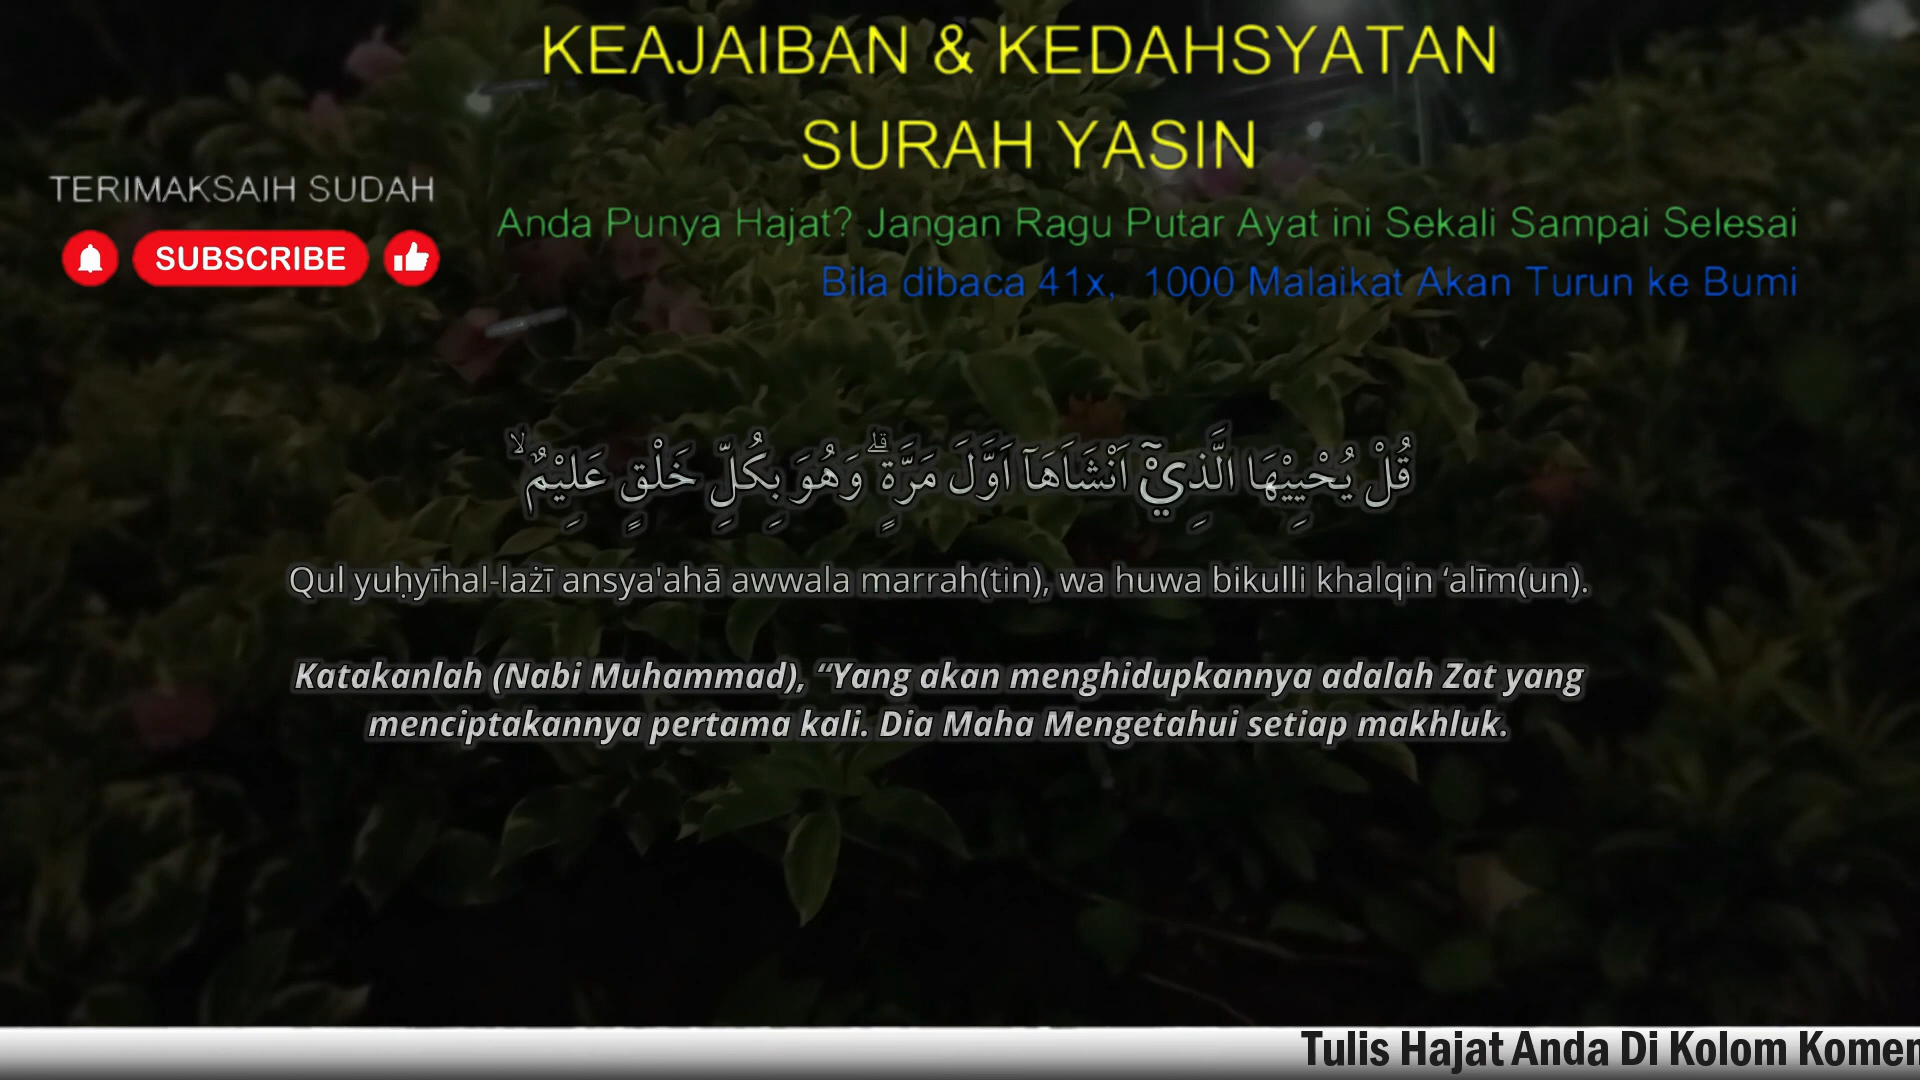 KEAJAIBAN & KEDAHSYATAN
SURAH YASIN
TERIMAKSAIH SUDAH
SUBSCRIBE
Anda Punya Hajat? Jangan Ragu Putar Ayat ini Sekali Sampai Selesai
Bila dibaca 41x, 1000 Malaikat Akan Turun ke Bumi
قُلْ يُحْيِيْهَا الَّذِيْٓ اَنْشَاَهَآ اَوَّلَ مَرَّةٍ ۗوَهُوَ بِكُلِّ خَلْقٍ عَلِيْمٌ ۙ
Qul yuḥyīhal-lażī ansya'ahā awwala marrah(tin), wa huwa bikulli khalqin ‘alīm(un).
Katakanlah (Nabi Muhammad), “Yang akan menghidupkannya adalah Zat yang
menciptakannya pertama kali. Dia Maha Mengetahui setiap makhluk.
Tulis Hajat Anda Di Kolom Komen